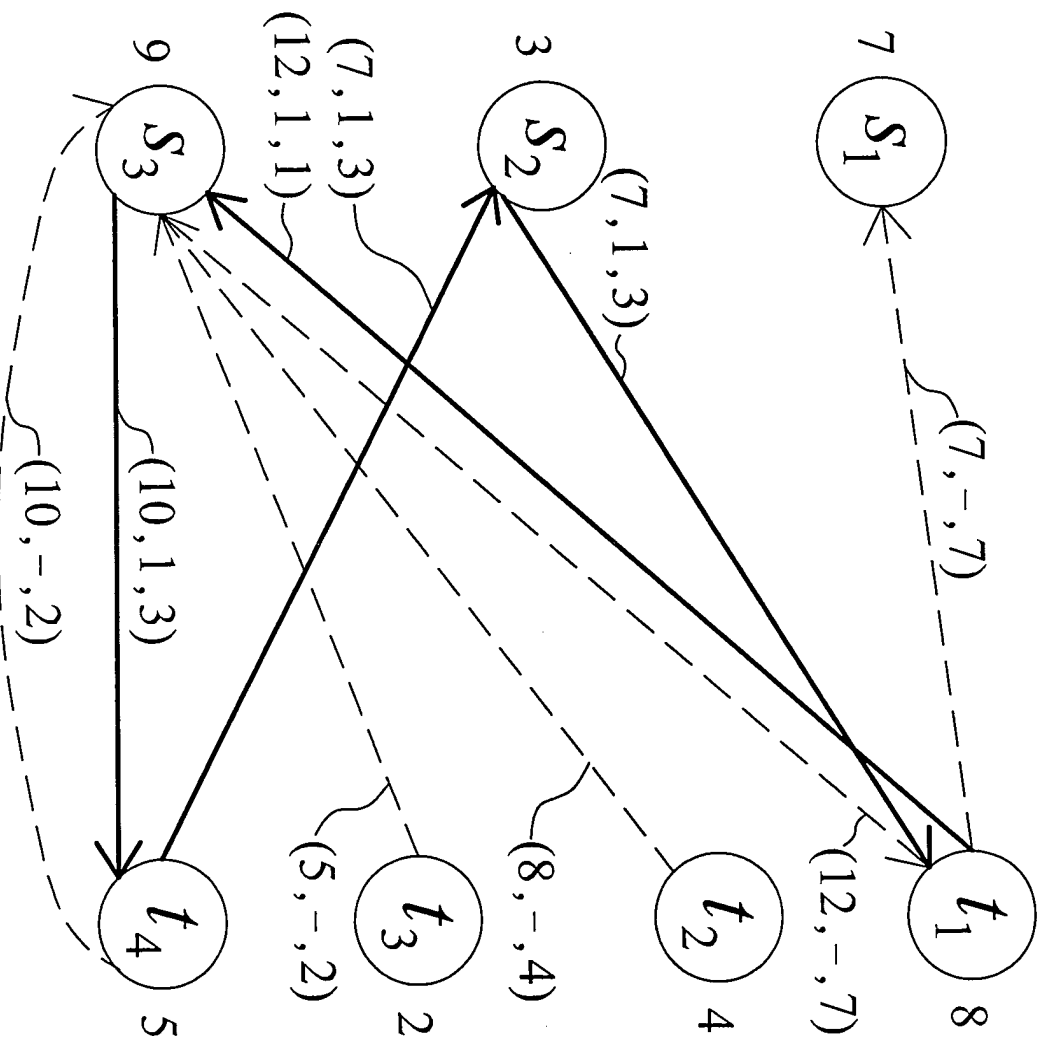 7
s1
(7, -, 7)
t1
8
3
s2
(7, 1, 3)
(12, -, 7)
t2
4
(7, 1, 3)
(12, 1, 1)
(8, -, 4)
t3
2
(5, -, 2)
9
s3
(10, 1, 3)
(10, -, 2)
t4
5